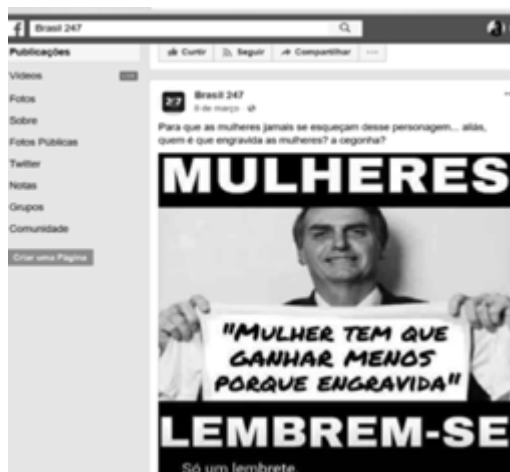 Brasil 247
Publicações
Curtir Seguir Compartilhar ...
Vídeos
Fotos
Sobre
Fotos Públicas
Twitter
Notas
Grupos
Comunidade
Criar uma Página
247
Brasil 247
8 de março
Para que as mulheres jamais se esqueçam desse personagem... aliás,
quem é que engravida as mulheres? a cegonha?
MULHERES
"MULHER TEM QUE
GANHAR MENOS
PORQUE ENGRAVIDA"
LEMBREM-SE
Só um lembrete.